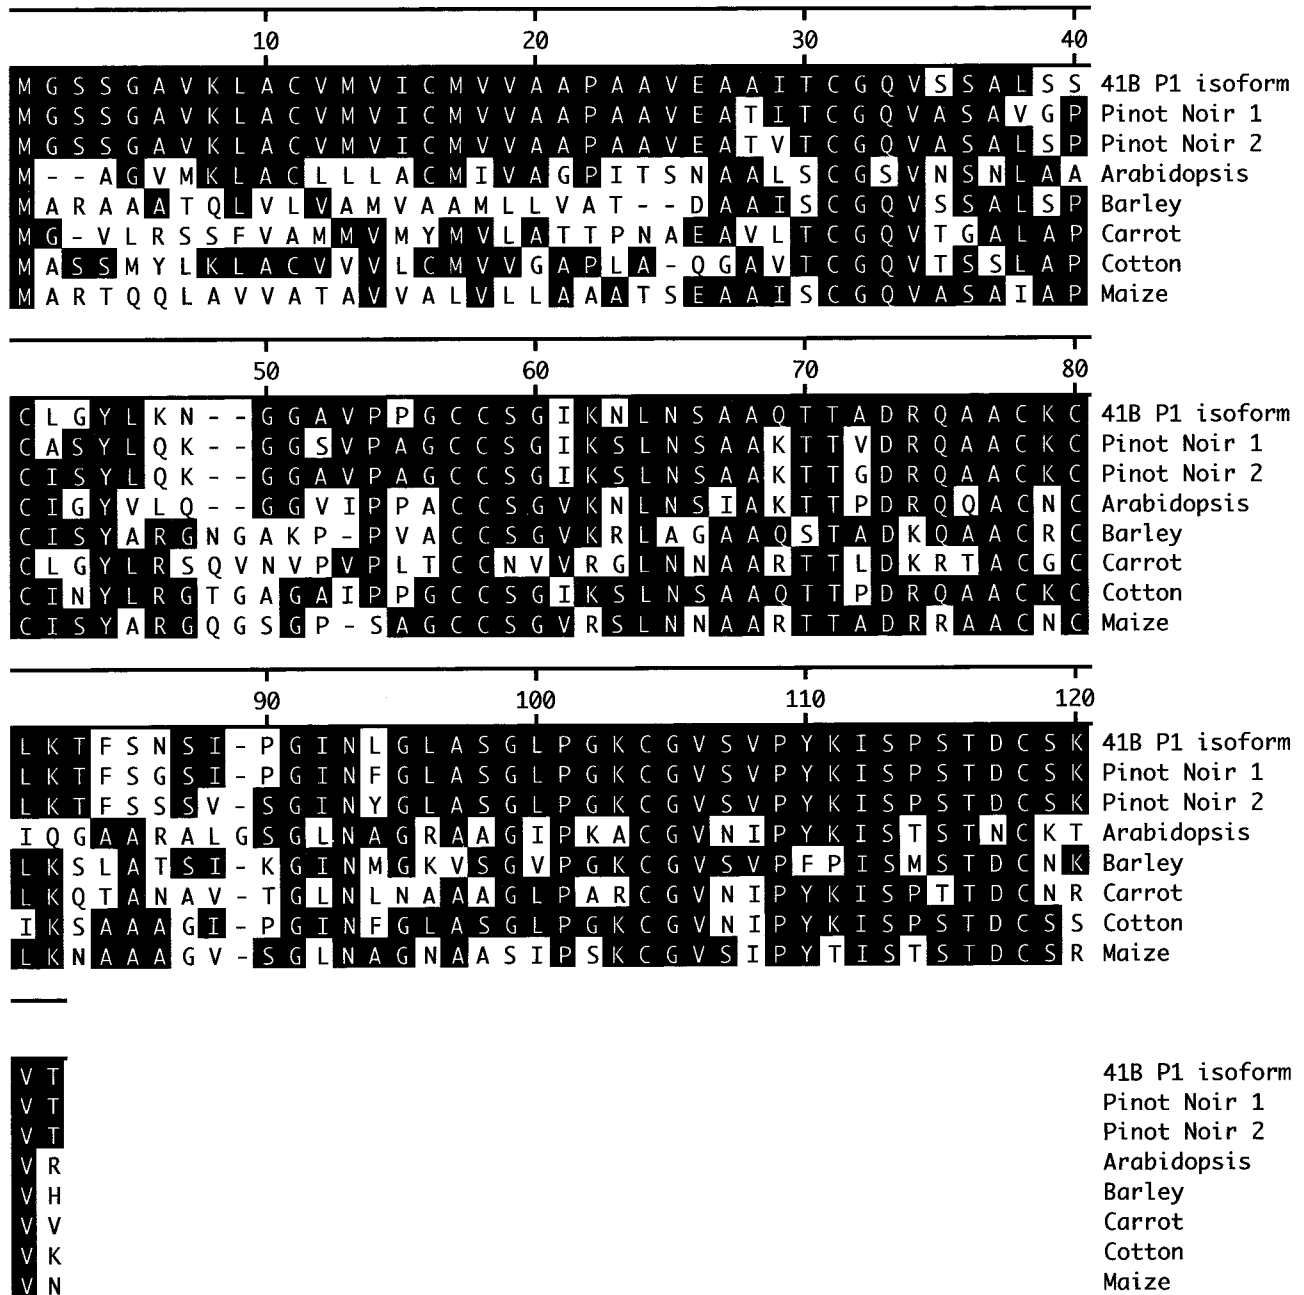 10 20 30 40
M G S S G A V K L A C V M V I C M V V A A P A A V E A A I T C G Q V S S A L S S 41B P1 isoform
M G S S G A V K L A C V M V I C M V V A A P A A V E A T I T C G Q V A S A V G P Pinot Noir 1
M G S S G A V K L A C V M V I C M V V A A P A A V E A T V T C G Q V A S A L S P Pinot Noir 2
M - - A G V M K L A C L L L A C M I V A G P I T S N A A L S C G S V N S N L A A Arabidopsis
M A R A A A T Q L V L V A M V A A M L L V A T - - D A A I S C G Q V S S A L S P Barley
M G - V L R S S F V A M M V M Y M V L A T T P N A E A V L T C G Q V T G A L A P Carrot
M A S S M Y L K L A C V V V L C M V V G A P L A - Q G A V T C G Q V T S S L A P Cotton
M A R T Q Q L A V V A T A V V A L V L L A A A T S E A A I S C G Q V A S A I A P Maize
50 60 70 80
C L G Y L K N - - G G A V P P G C C S G I K N L N S A A Q T T A D R Q A A C K C 41B P1 isoform
C A S Y L Q K - - G G S V P A G C C S G I K S L N S A A K T T V D R Q A A C K C Pinot Noir 1
C I S Y L Q K - - G G A V P A G C C S G I K S L N S A A K T T G D R Q A A C K C Pinot Noir 2
C I G Y V L Q - - G G V I P P A C C S G V K N L N S I A K T T P D R Q Q A C N C Arabidopsis
C I S Y A R G N G A K P - P V A C C S G V K R L A G A A Q S T A D K Q A A C R C Barley
C L G Y L R S Q V N V P V P L T C C N V V R G L N N A A R T T L D K R T A C G C Carrot
C I N Y L R G T G A G A I P P G C C S G I K S L N S A A Q T T P D R Q A A C K C Cotton
C I S Y A R G Q G S G P - S A G C C S G V R S L N N A A R T T A D R R A A C N C Maize
90 100 110 120
L K T F S N S I - P G I N L G L A S G L P G K C G V S V P Y K I S P S T D C S K 41B P1 isoform
L K T F S G S I - P G I N F G L A S G L P G K C G V S V P Y K I S P S T D C S K Pinot Noir 1
L K T F S S S V - S G I N Y G L A S G L P G K C G V S V P Y K I S P S T D C S K Pinot Noir 2
I Q G A A R A L G S G L N A G R A A G I P K A C G V N I P Y K I S T S T N C K T Arabidopsis
L K S L A T S I - K G I N M G K V S G V P G K C G V S V P F P I S M S T D C N K Barley
L K Q T A N A V - T G L N L N A A A G L P A R C G V N I P Y K I S P T T D C N R Carrot
I K S A A A G I - P G I N F G L A S G L P G K C G V N I P Y K I S P S T D C S S Cotton
L K N A A A G V - S G L N A G N A A S I P S K C G V S I P Y T I S T S T D C S R Maize
V T 41B P1 isoform
V T Pinot Noir 1
V T Pinot Noir 2
V R Arabidopsis
V H Barley
V V Carrot
V K Cotton
V N Maize